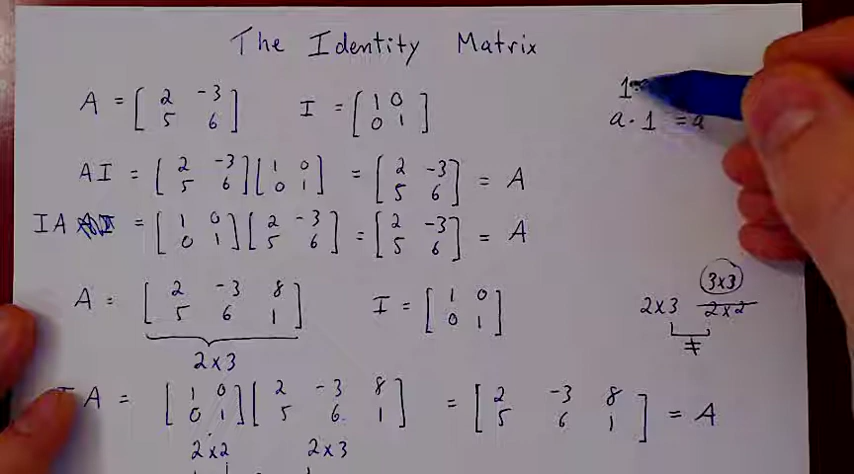 The Identity Matrix
A = [ 2 -3 ] I = [ 1 0 ]
[ 5 6 ] [ 0 1 ]
1·
a·1 = a
AI = [ 2 -3 ] [ 1 0 ] = [ 2 -3 ] = A
[ 5 6 ] [ 0 1 ] [ 5 6 ]
IA = [ 1 0 ] [ 2 -3 ] = [ 2 -3 ] = A
[ 0 1 ] [ 5 6 ] [ 5 6 ]
A = [ 2 -3 8 ] I = [ 1 0 ]
[ 5 6 1 ] [ 0 1 ]
2x3
3x3
2x3 2x2
≠
A = [ 1 0 ] [ 2 -3 8 ] = [ 2 -3 8 ] = A
[ 0 1 ] [ 5 6 1 ] [ 5 6 1 ]
2x2 2x3